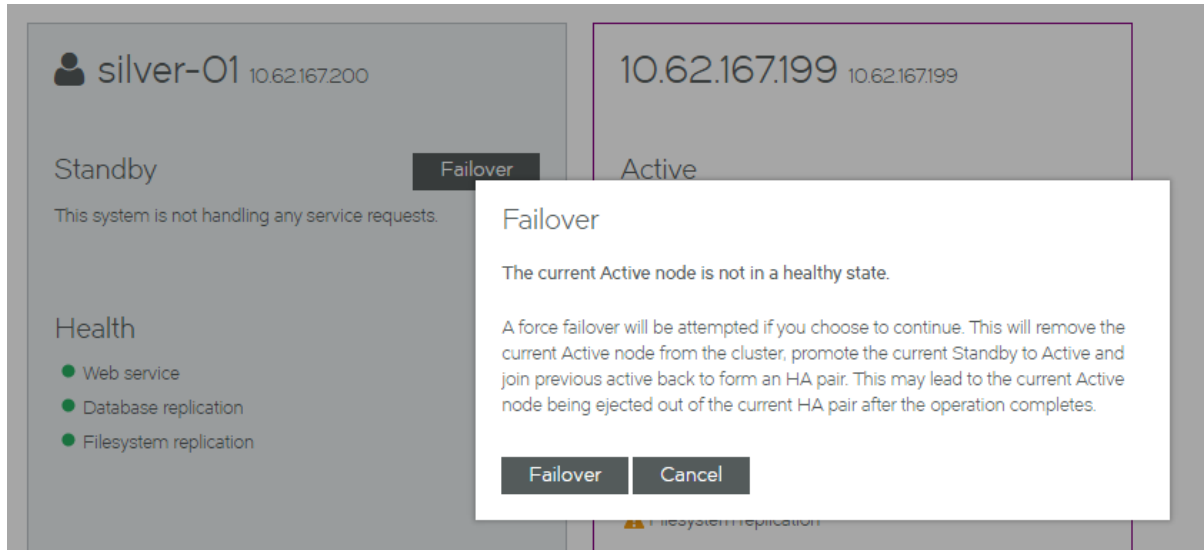 silver-01 10.62.167.200
10.62.167.199 10.62.167.199
Standby
Failover
Active
This system is not handling any service requests.
Health
Web service
Database replication
Filesystem replication
Failover
The current Active node is not in a healthy state.
A force failover will be attempted if you choose to continue. This will remove the
current Active node from the cluster, promote the current Standby to Active and
join previous active back to form an HA pair. This may lead to the current Active
node being ejected out of the current HA pair after the operation completes.
Failover
Cancel
Filesystem replication